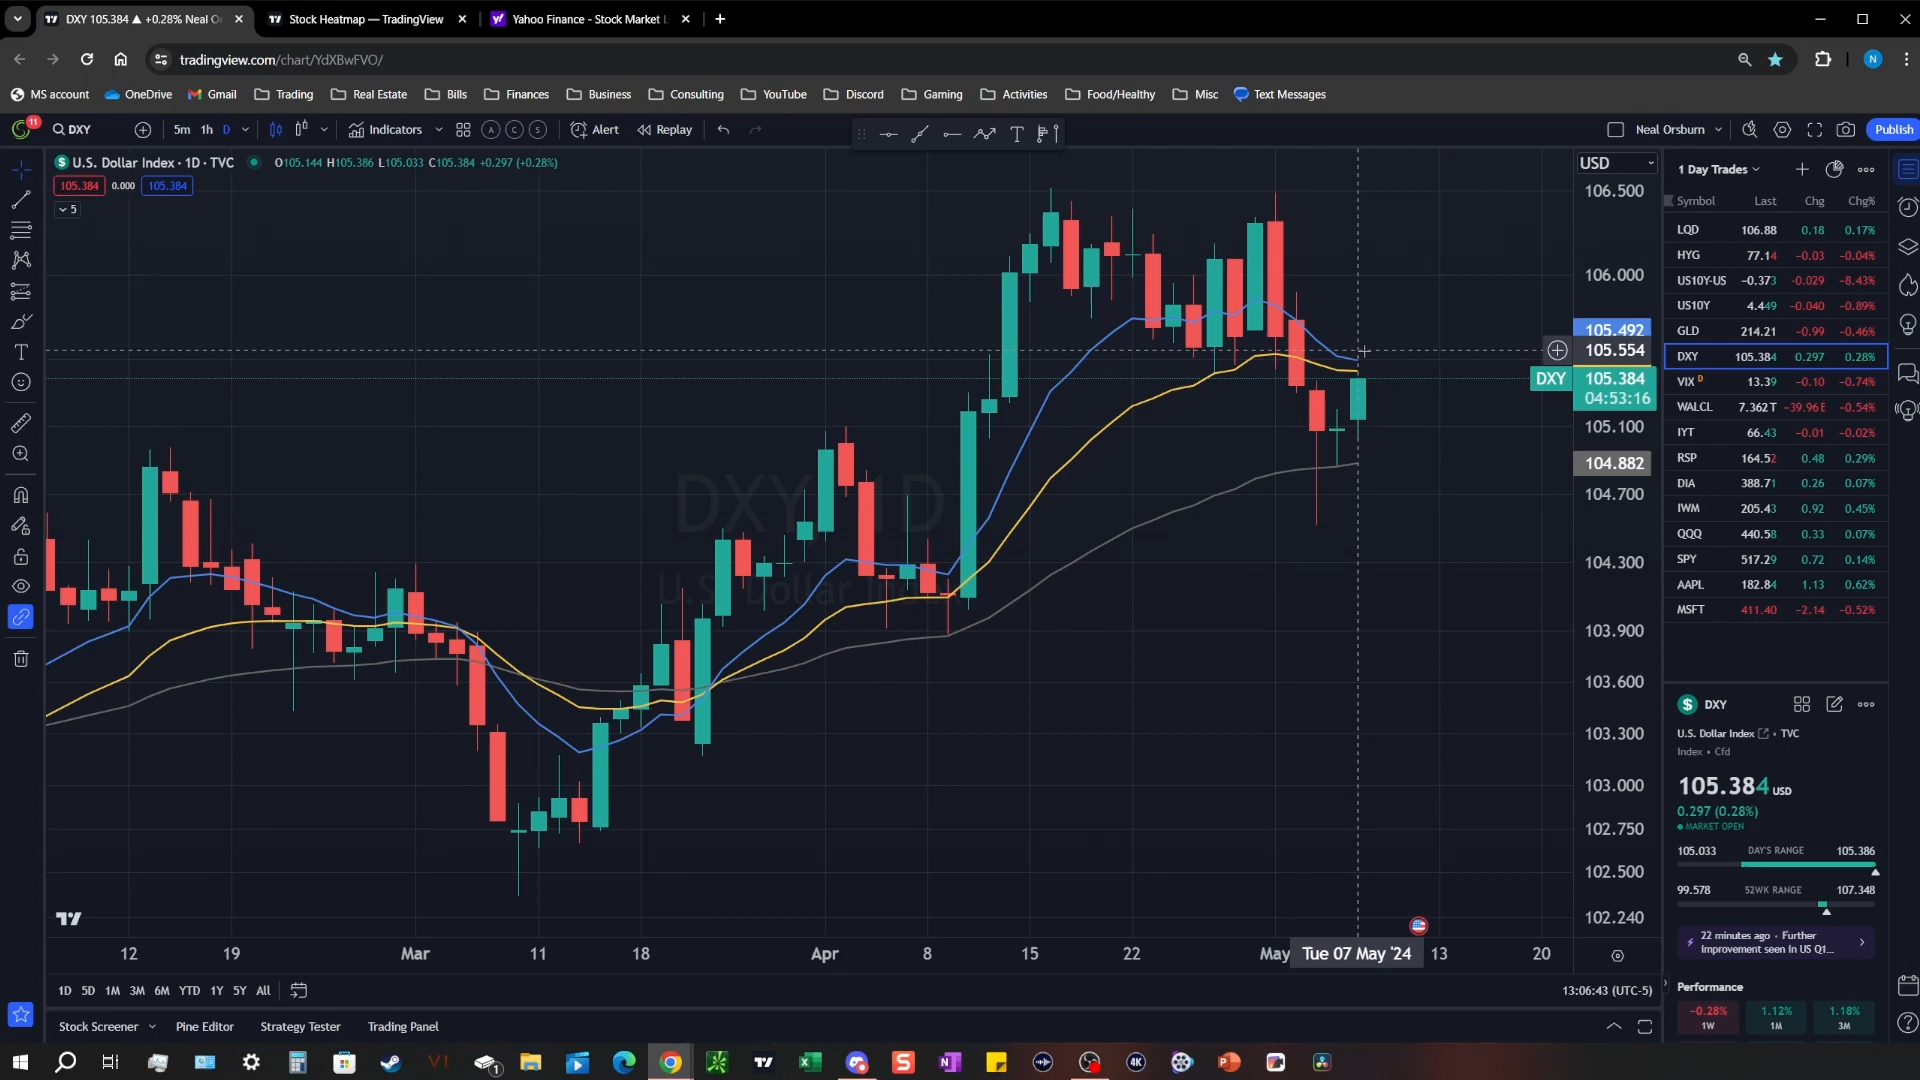 DXY 105.384 ▲ +0.28% Neal Or
Stock Heatmap — TradingView
Yahoo Finance - Stock Market L
tradingview.com/chart/YdXBwFVO/
N
MS account OneDrive Gmail Trading Real Estate Bills Finances Business Consulting YouTube Discord Gaming Activities Food/Healthy Misc Text Messages
11 DXY 5m 1h D Indicators A C S Alert Replay T Neal Orsburn Publish
U.S. Dollar Index · 1D · TVC O105.144 H105.386 L105.033 C105.384 +0.297 (+0.28%)
105.384 0.000 105.384
5
DXY, 1D
U.S. Dollar Index
USD
106.500
106.000
105.492
105.554
DXY 105.384
04:53:16
105.100
104.882
104.700
104.300
103.900
103.600
103.300
103.000
102.750
102.500
102.240
12 19 Mar 11 18 Apr 8 15 22 May Tue 07 May '24 13 20
1D 5D 1M 3M 6M YTD 1Y 5Y All
13:06:43 (UTC-5)
Stock Screener Pine Editor Strategy Tester Trading Panel
1 Day Trades
Symbol Last Chg Chg%
LQD 106.88 0.18 0.17%
HYG 77.14 −0.03 −0.04%
US10Y-US −0.373 −0.029 −8.43%
US10Y 4.449 −0.040 −0.89%
GLD 214.21 −0.99 −0.46%
DXY 105.384 0.297 0.28%
VIX D 13.39 −0.10 −0.74%
WALCL 7.362T −39.96E −0.54%
IYT 66.43 −0.01 −0.02%
RSP 164.52 0.48 0.29%
DIA 388.71 0.26 0.07%
IWM 205.43 0.92 0.45%
QQQ 440.58 0.33 0.07%
SPY 517.29 0.72 0.14%
AAPL 182.84 1.13 0.62%
MSFT 411.40 −2.14 −0.52%
$ DXY
U.S. Dollar Index • TVC
Index • Cfd
105.384 USD
0.297 (0.28%)
MARKET OPEN
105.033 DAY'S RANGE 105.386
99.578 52WK RANGE 107.348
22 minutes ago · Further
Improvement seen in US Q1...
Performance
−0.28% 1.12% 1.18%
1W 1M 3M